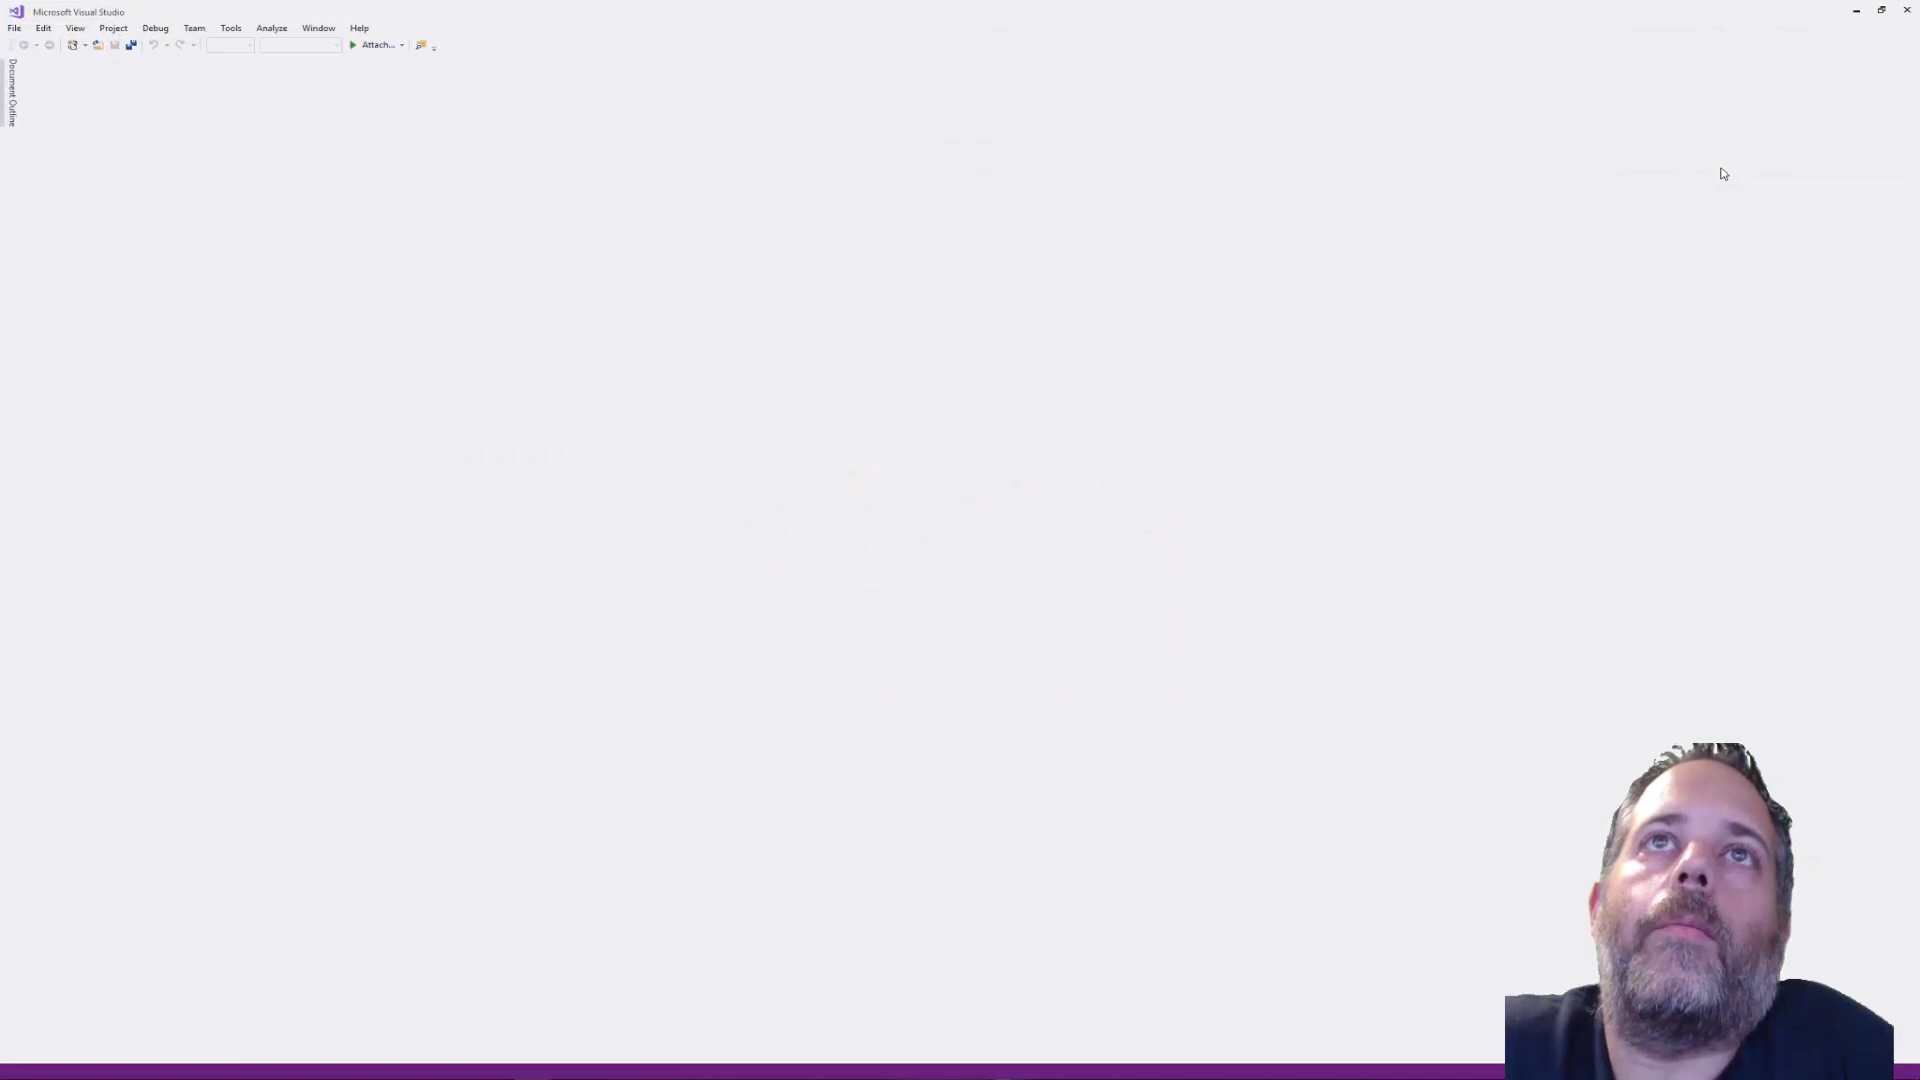 Microsoft Visual Studio
File Edit View Project Debug Team Tools Analyze Window Help
Attach...
Document Outline